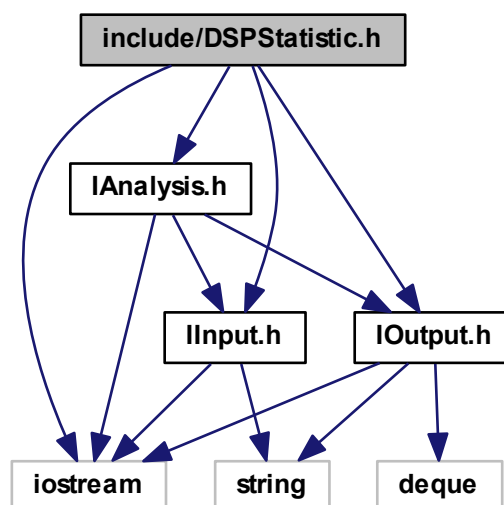 include/DSPStatistic.h
IAnalysis.h
IInput.h
IOutput.h
iostream
string
deque